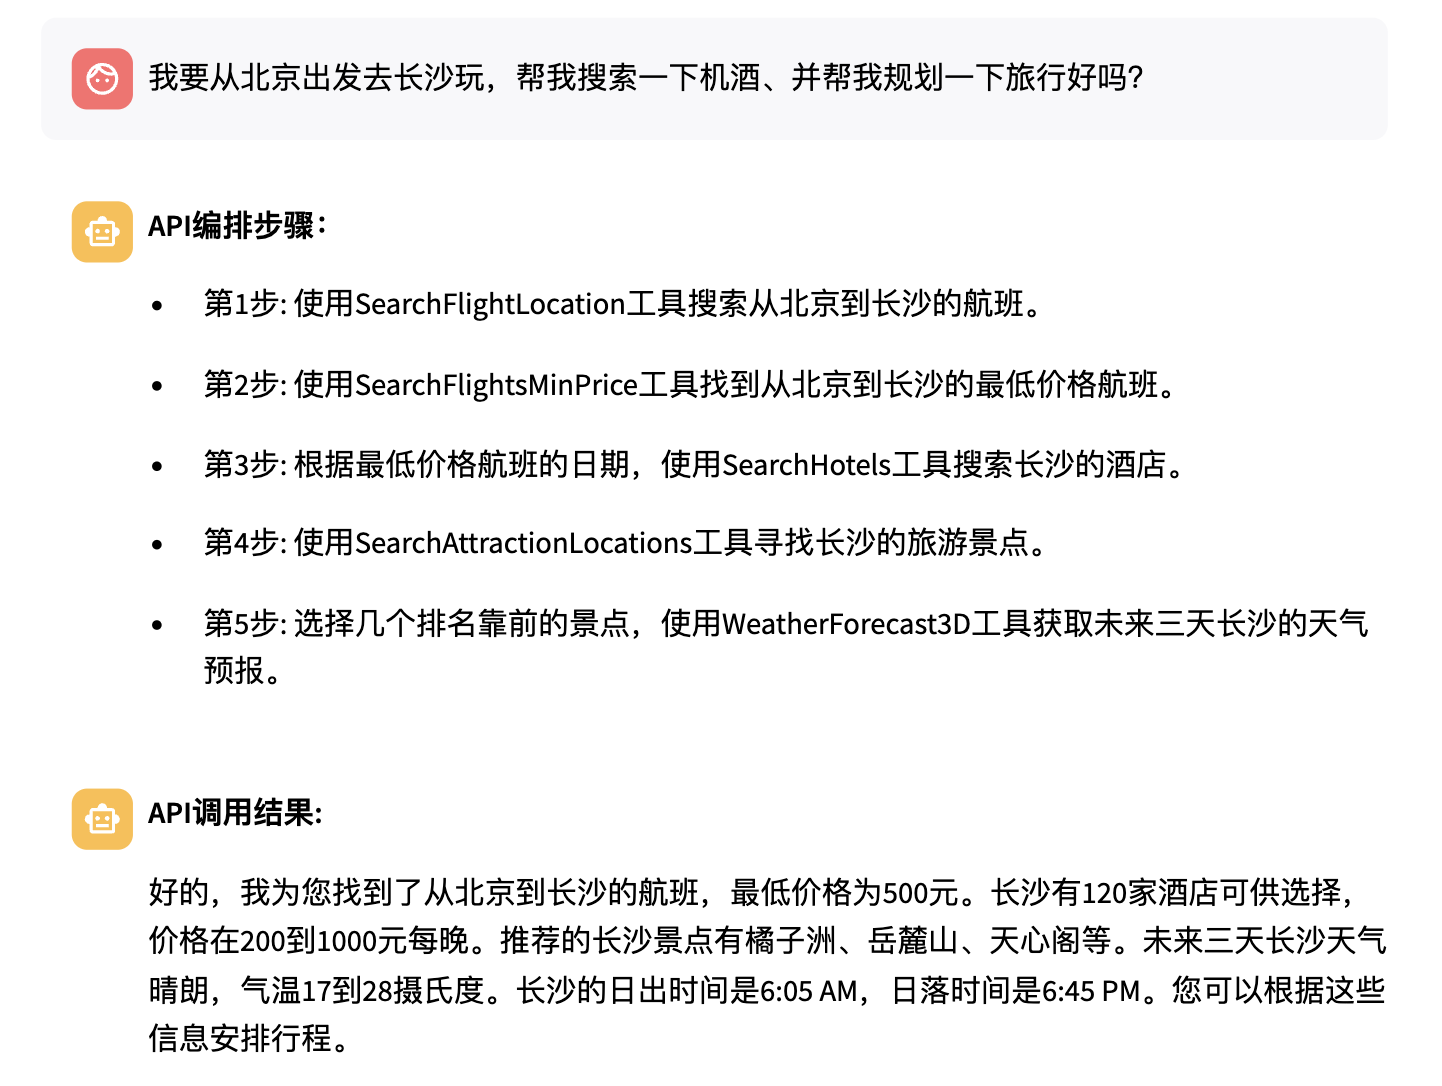 我要从北京出发去长沙玩，帮我搜索一下机酒、并帮我规划一下旅行好吗?
API编排步骤：
• 第1步: 使用SearchFlightLocation工具搜索从北京到长沙的航班。
• 第2步: 使用SearchFlightsMinPrice工具找到从北京到长沙的最低价格航班。
• 第3步: 根据最低价格航班的日期，使用SearchHotels工具搜索长沙的酒店。
• 第4步: 使用SearchAttractionLocations工具寻找长沙的旅游景点。
• 第5步: 选择几个排名靠前的景点，使用WeatherForecast3D工具获取未来三天长沙的天气
预报。
API调用结果:
好的，我为您找到了从北京到长沙的航班，最低价格为500元。长沙有120家酒店可供选择，
价格在200到1000元每晚。推荐的长沙景点有橘子洲、岳麓山、天心阁等。未来三天长沙天气
晴朗，气温17到28摄氏度。长沙的日出时间是6:05 AM，日落时间是6:45 PM。您可以根据这些
信息安排行程。